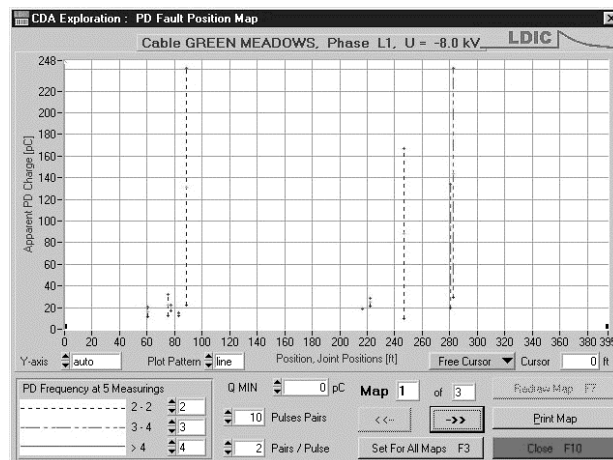 CDA Exploration : PD Fault Position Map
Cable GREEN MEADOWS, Phase L1, U = -8.0 kV
LDIC
Apparent PD Charge [pC]
248
220
200
180
160
140
120
100
80
60
40
20
0
0 20 40 60 80 100 120 140 160 180 200 220 240 260 280 300 320 340 360 395
Y-axis auto Plot Pattern line Position, Joint Positions [ft] Free Cursor Cursor 0 ft
PD Frequency at 5 Measurings
2 - 2 2
3 - 4 3
> 4 4
Q MIN 0 pC
10 Pulses Pairs
2 Pairs / Pulse
Map 1 of 3
<<-- ->>
Set For All Maps F3
Redraw Map F7
Print Map
Close F10